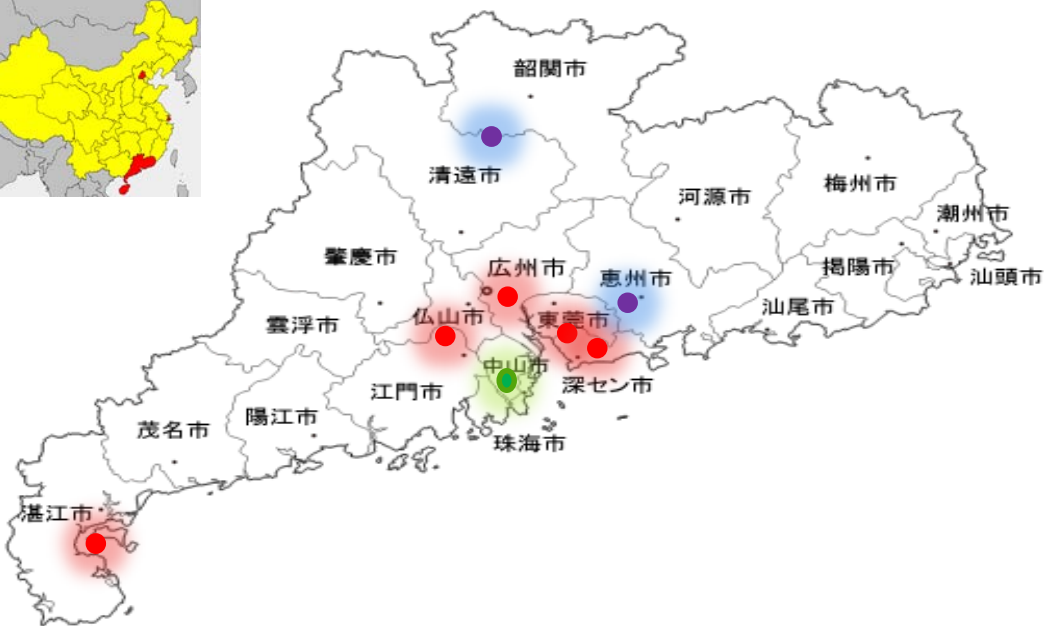 韶関市
清遠市
河源市
梅州市
潮州市
肇慶市
広州市
恵州市
掲陽市
汕頭市
雲浮市
仏山市
東莞市
汕尾市
中山市
江門市
深セン市
陽江市
茂名市
珠海市
湛江市